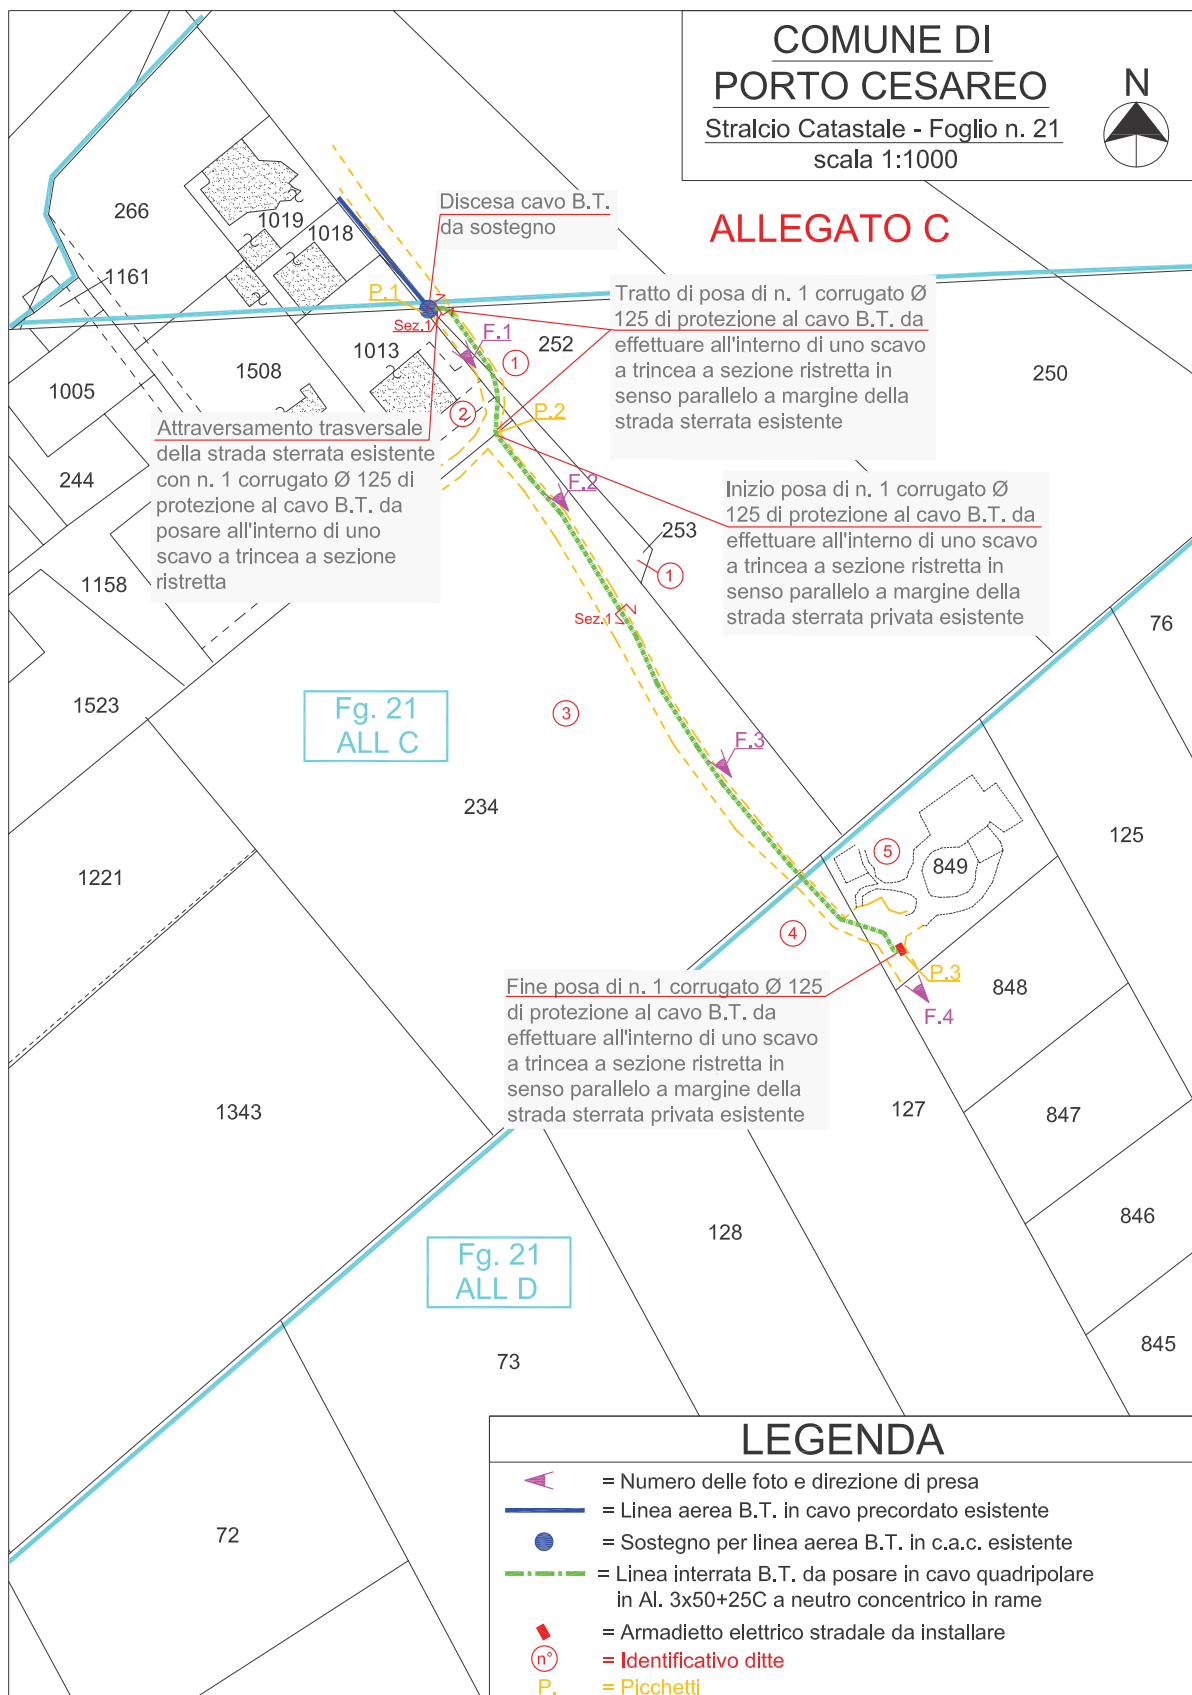 COMUNE DI
PORTO CESAREO
Stralcio Catastale - Foglio n. 21
scala 1:1000
N
ALLEGATO C
266
1019
1018
1161
Discesa cavo B.T.
da sostegno
P.1
Sez.1
F.1
1
252
Tratto di posa di n. 1 corrugato Ø
125 di protezione al cavo B.T. da
effettuare all'interno di uno scavo
a trincea a sezione ristretta in
senso parallelo a margine della
strada sterrata esistente
250
1013
1508
1005
2
P.2
Attraversamento trasversale
della strada sterrata esistente
con n. 1 corrugato Ø 125 di
protezione al cavo B.T. da
posare all'interno di uno
scavo a trincea a sezione
ristretta
244
F.2
Inizio posa di n. 1 corrugato Ø
125 di protezione al cavo B.T. da
effettuare all'interno di uno scavo
a trincea a sezione ristretta in
senso parallelo a margine della
strada sterrata privata esistente
253
1
1158
Sez.1
76
1523
Fg. 21
ALL C
3
F.3
234
125
5
849
1221
4
P.3
848
F.4
Fine posa di n. 1 corrugato Ø 125
di protezione al cavo B.T. da
effettuare all'interno di uno scavo
a trincea a sezione ristretta in
senso parallelo a margine della
strada sterrata privata esistente
1343
127
847
128
846
Fg. 21
ALL D
845
73
72
LEGENDA
= Numero delle foto e direzione di presa
= Linea aerea B.T. in cavo precordato esistente
= Sostegno per linea aerea B.T. in c.a.c. esistente
= Linea interrata B.T. da posare in cavo quadripolare
in Al. 3x50+25C a neutro concentrico in rame
= Armadietto elettrico stradale da installare
n° = Identificativo ditte
P. = Picchetti